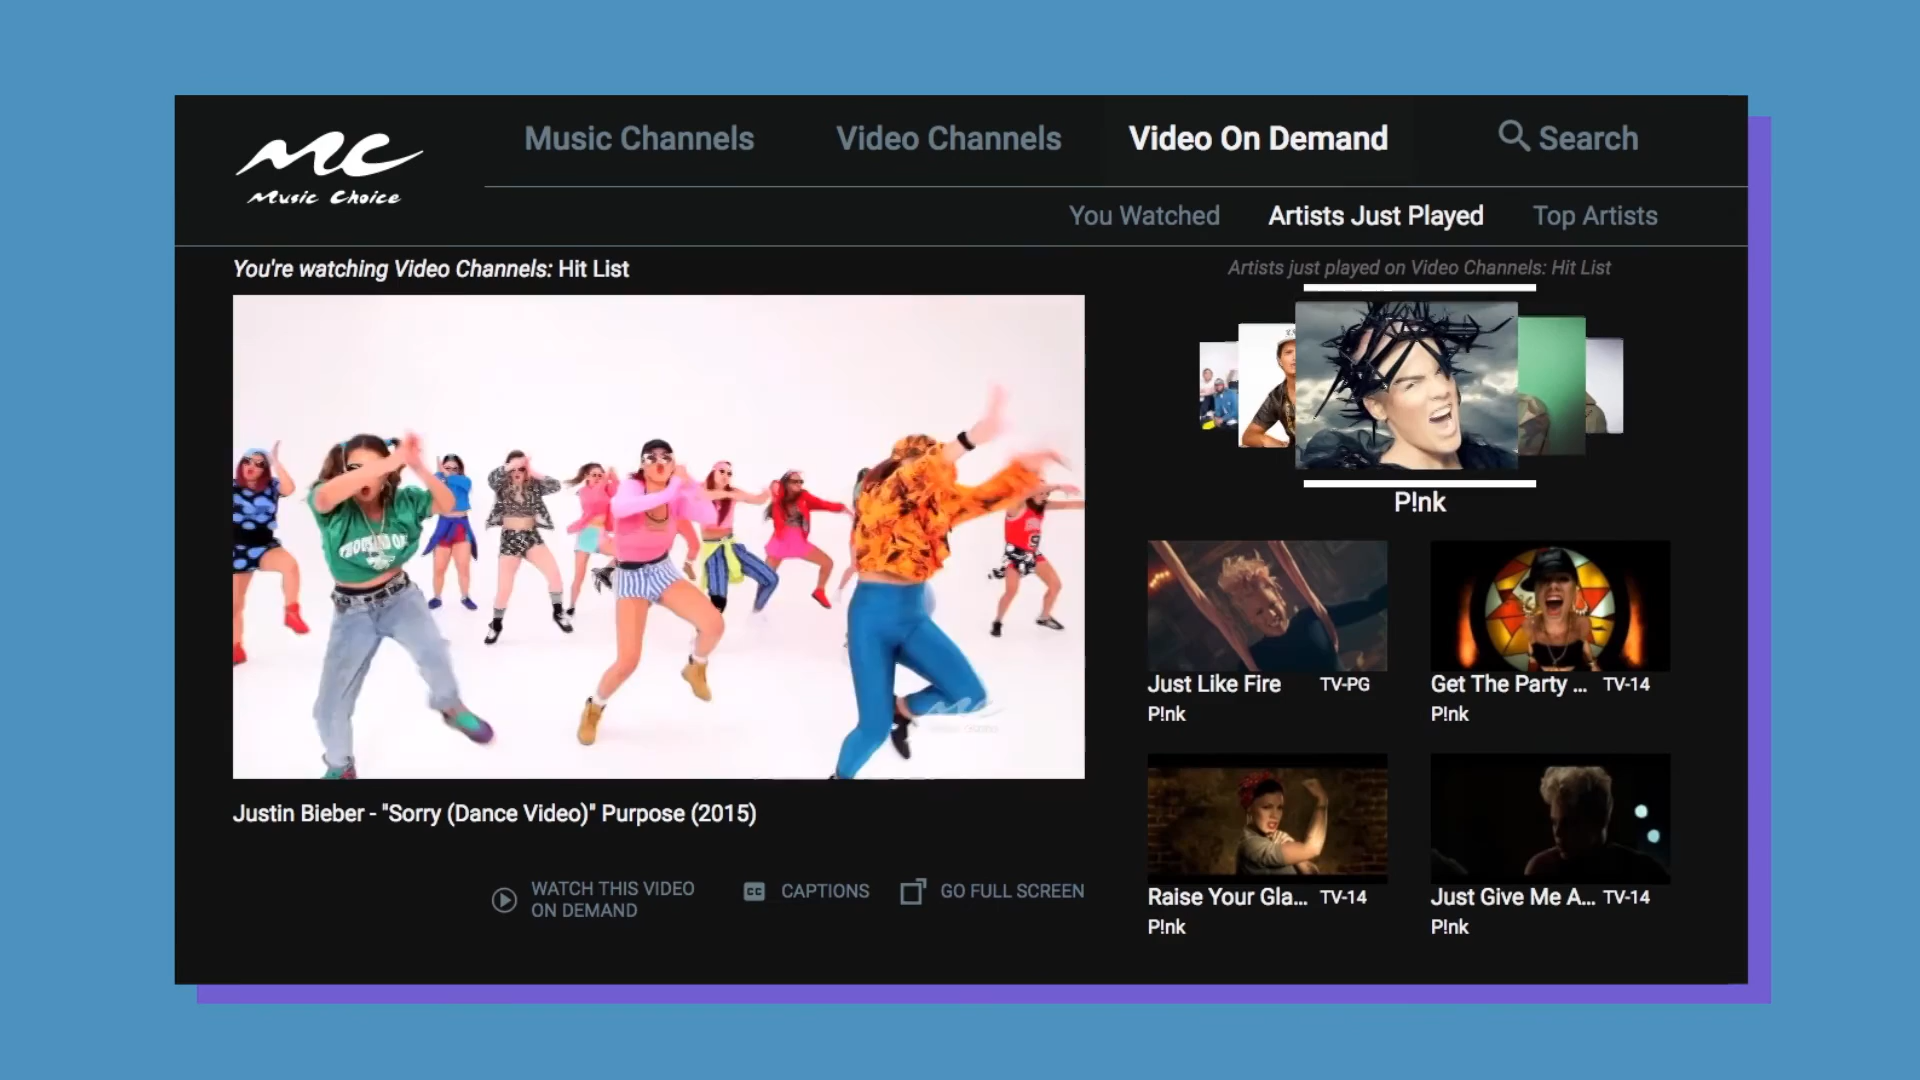 Music Channels
Video Channels
Video On Demand
Search
MC
Music Choice
You Watched
Artists Just Played
Top Artists
You're watching Video Channels: Hit List
Artists just played on Video Channels: Hit List
P!nk
Just Like Fire TV-PG
P!nk
Get The Party ... TV-14
P!nk
Raise Your Gla... TV-14
P!nk
Just Give Me A... TV-14
P!nk
Justin Bieber - "Sorry (Dance Video)" Purpose (2015)
WATCH THIS VIDEO
ON DEMAND
CC CAPTIONS
GO FULL SCREEN